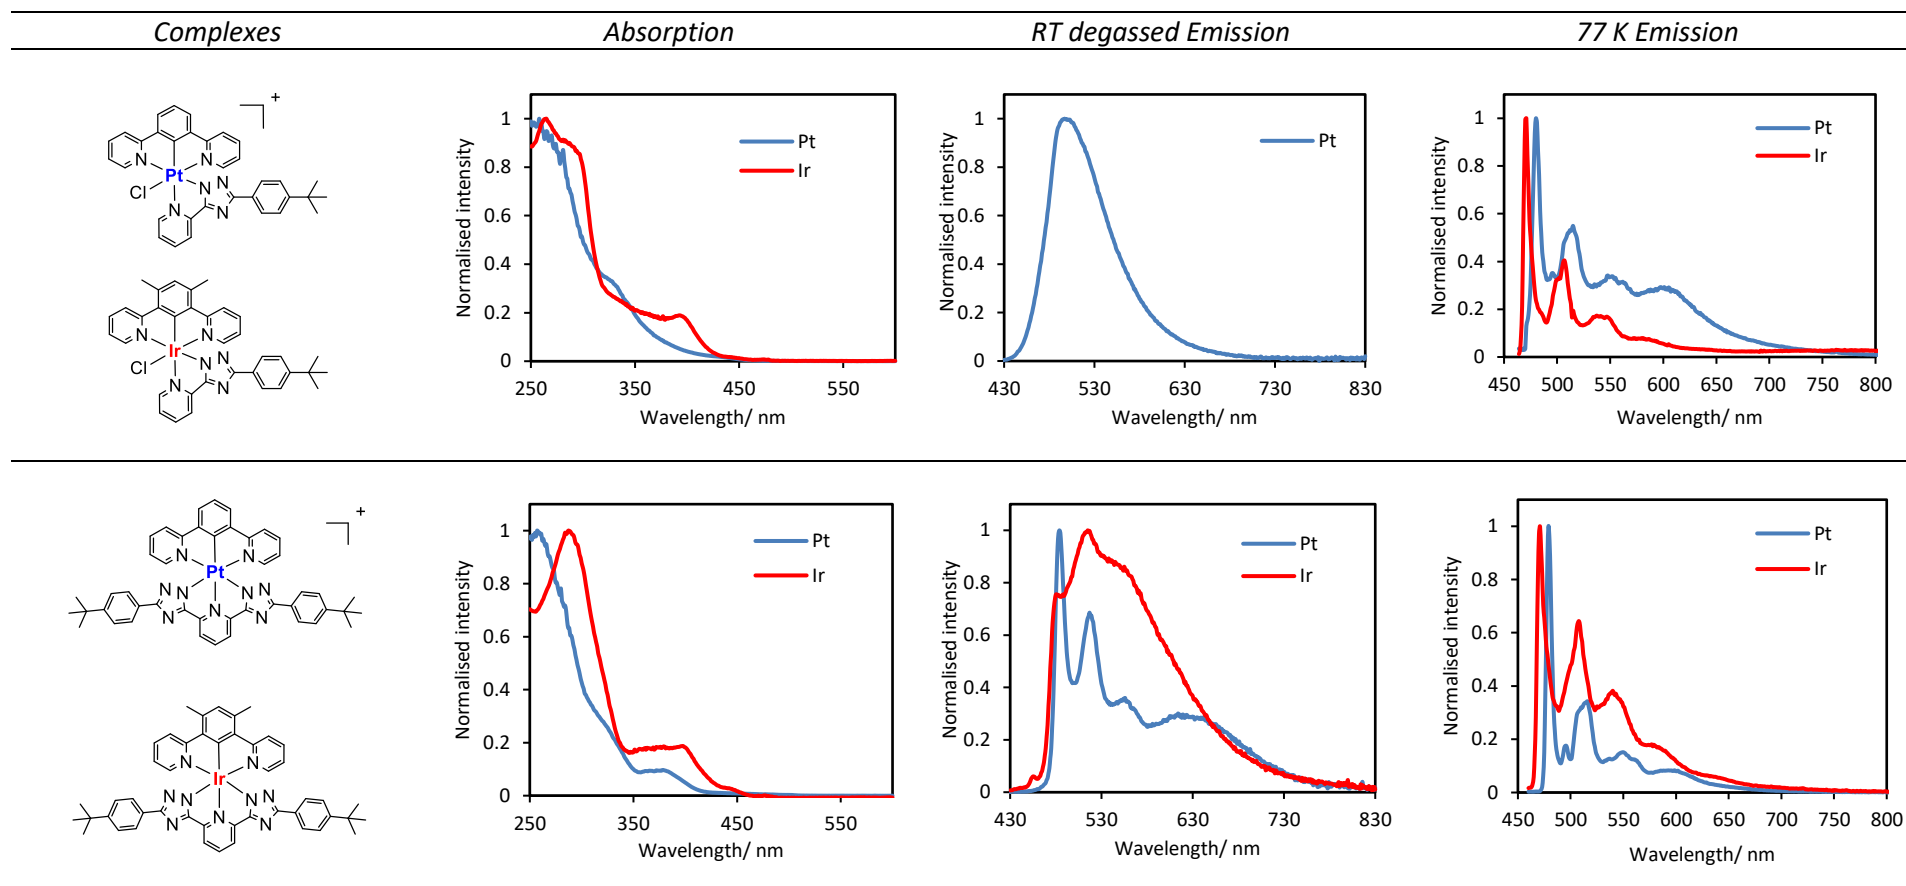 Complexes Absorption RT degassed Emission 77 K Emission
+
N Pt N
Cl N N N
N N
Ir
N N
Cl N N N
N N
Normalised intensity
1
0.8
0.6
0.4
0.2
0
250 350 450 550
Wavelength/ nm
Pt
Ir
Normalised intensity
1
0.8
0.6
0.4
0.2
0
430 530 630 730 830
Wavelength/ nm
Pt
Normalised intensity
1
0.8
0.6
0.4
0.2
0
450 500 550 600 650 700 750 800
Wavelength/ nm
Pt
Ir
+
N Pt N
N N N N N
N N
N Ir N
N N N N N
N N
Normalised intensity
1
0.8
0.6
0.4
0.2
0
250 350 450 550
Wavelength/ nm
Pt
Ir
Normalised intensity
1
0.8
0.6
0.4
0.2
0
430 530 630 730 830
Wavelength/ nm
Pt
Ir
Normalised intensity
1
0.8
0.6
0.4
0.2
0
450 500 550 600 650 700 750 800
Wavelength/ nm
Pt
Ir